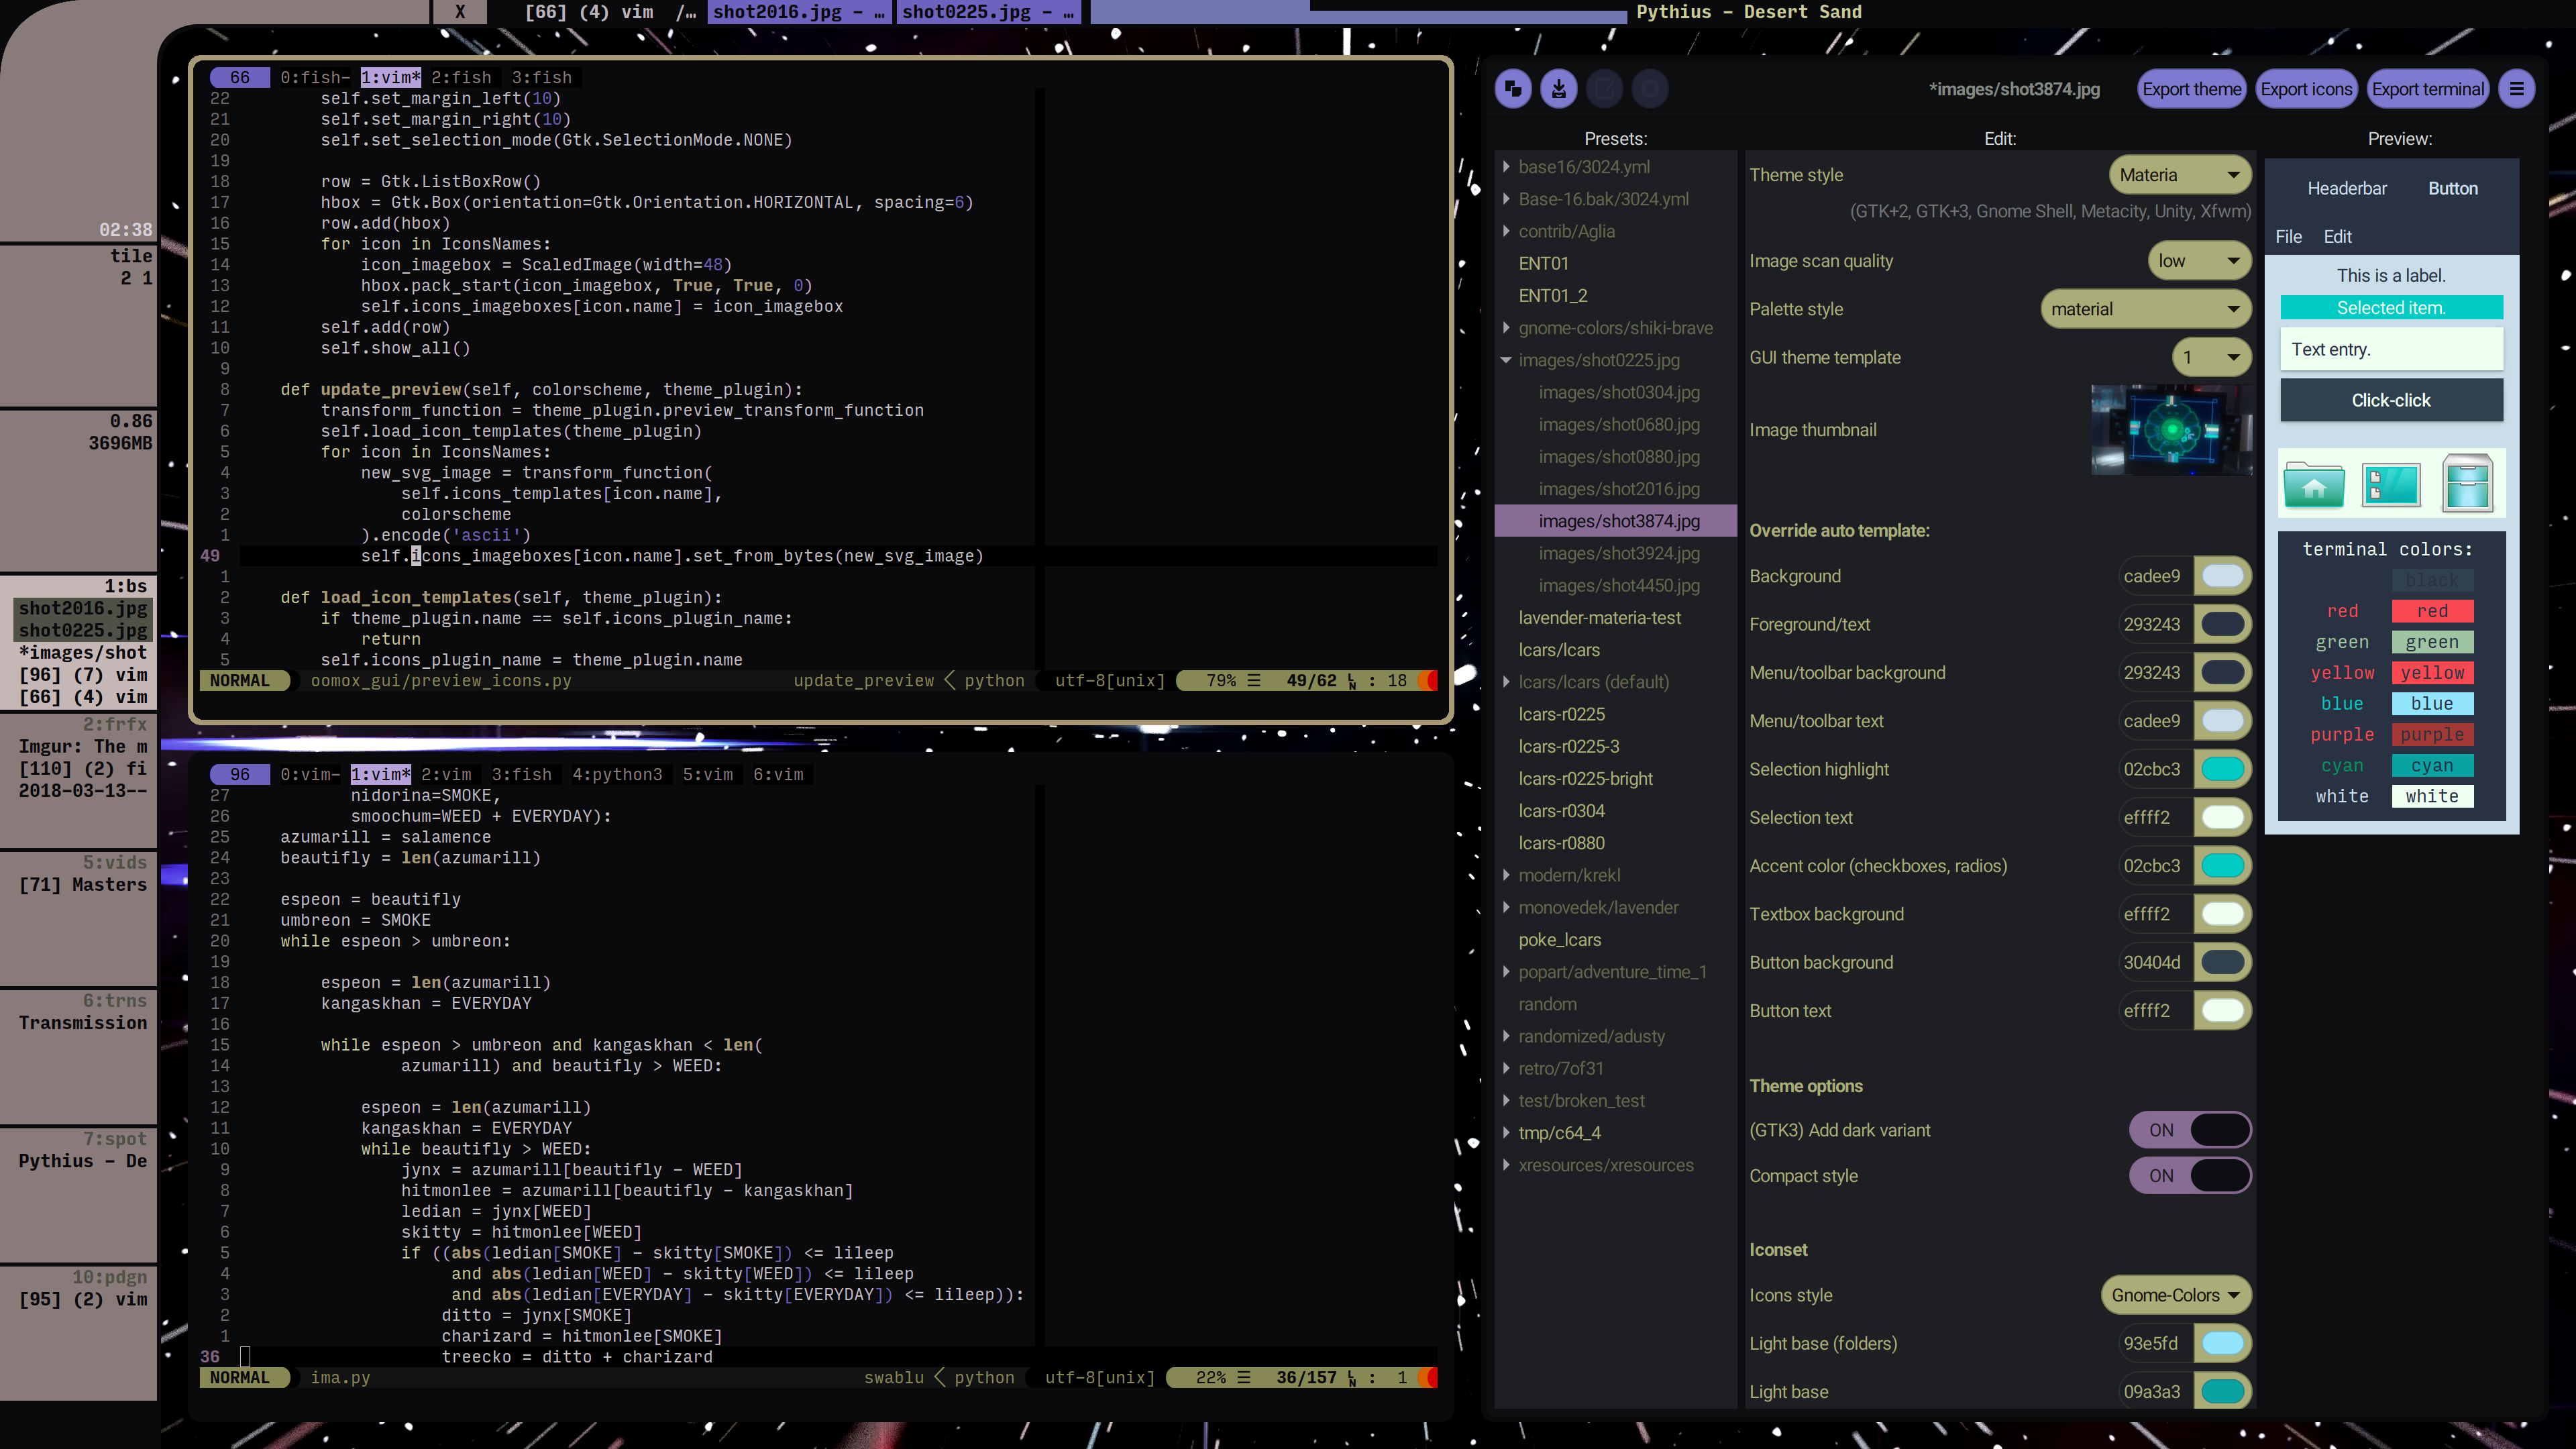 X
[66] (4) vim /…
shot2016.jpg – …
shot0225.jpg – …
Pythius – Desert Sand
02:38
tile
2 1
0.86
3696MB
1:bs
shot2016.jpg
shot0225.jpg
*images/shot
[96] (7) vim
[66] (4) vim
2:frfx
Imgur: The m
[110] (2) fi
2018-03-13--
5:vids
[71] Masters
6:trns
Transmission
7:spot
Pythius – De
10:pdgn
[95] (2) vim
66 0:fish- 1:vim* 2:fish 3:fish
22 self.set_margin_left(10)
21 self.set_margin_right(10)
20 self.set_selection_mode(Gtk.SelectionMode.NONE)
19
18 row = Gtk.ListBoxRow()
17 hbox = Gtk.Box(orientation=Gtk.Orientation.HORIZONTAL, spacing=6)
16 row.add(hbox)
15 for icon in IconsNames:
14 icon_imagebox = ScaledImage(width=48)
13 hbox.pack_start(icon_imagebox, True, True, 0)
12 self.icons_imageboxes[icon.name] = icon_imagebox
11 self.add(row)
10 self.show_all()
9
8 def update_preview(self, colorscheme, theme_plugin):
7 transform_function = theme_plugin.preview_transform_function
6 self.load_icon_templates(theme_plugin)
5 for icon in IconsNames:
4 new_svg_image = transform_function(
3 self.icons_templates[icon.name],
2 colorscheme
1 ).encode('ascii')
49 self.icons_imageboxes[icon.name].set_from_bytes(new_svg_image)
1
2 def load_icon_templates(self, theme_plugin):
3 if theme_plugin.name == self.icons_plugin_name:
4 return
5 self.icons_plugin_name = theme_plugin.name
NORMAL oomox_gui/preview_icons.py update_preview < python utf-8[unix] 79% ☰ 49/62 LN : 18
96 0:vim- 1:vim* 2:vim 3:fish 4:python3 5:vim 6:vim
27 nidorina=SMOKE,
26 smoochum=WEED + EVERYDAY):
25 azumarill = salamence
24 beautifly = len(azumarill)
23
22 espeon = beautifly
21 umbreon = SMOKE
20 while espeon > umbreon:
19
18 espeon = len(azumarill)
17 kangaskhan = EVERYDAY
16
15 while espeon > umbreon and kangaskhan < len(
14 azumarill) and beautifly > WEED:
13
12 espeon = len(azumarill)
11 kangaskhan = EVERYDAY
10 while beautifly > WEED:
9 jynx = azumarill[beautifly - WEED]
8 hitmonlee = azumarill[beautifly - kangaskhan]
7 ledian = jynx[WEED]
6 skitty = hitmonlee[WEED]
5 if ((abs(ledian[SMOKE] - skitty[SMOKE]) <= lileep
4 and abs(ledian[WEED] - skitty[WEED]) <= lileep
3 and abs(ledian[EVERYDAY] - skitty[EVERYDAY]) <= lileep)):
2 ditto = jynx[SMOKE]
1 charizard = hitmonlee[SMOKE]
36 treecko = ditto + charizard
NORMAL ima.py swablu < python utf-8[unix] 22% ☰ 36/157 LN : 1
*images/shot3874.jpg
Export theme
Export icons
Export terminal
Presets:
base16/3024.yml
Base-16.bak/3024.yml
contrib/Aglia
ENT01
ENT01_2
gnome-colors/shiki-brave
images/shot0225.jpg
images/shot0304.jpg
images/shot0680.jpg
images/shot0880.jpg
images/shot2016.jpg
images/shot3874.jpg
images/shot3924.jpg
images/shot4450.jpg
lavender-materia-test
lcars/lcars
lcars/lcars (default)
lcars-r0225
lcars-r0225-3
lcars-r0225-bright
lcars-r0304
lcars-r0880
modern/krekl
monovedek/lavender
poke_lcars
popart/adventure_time_1
random
randomized/adusty
retro/7of31
test/broken_test
tmp/c64_4
xresources/xresources
Edit:
Theme style Materia
(GTK+2, GTK+3, Gnome Shell, Metacity, Unity, Xfwm)
Image scan quality low
Palette style material
GUI theme template 1
Image thumbnail
Override auto template:
Background cadee9
Foreground/text 293243
Menu/toolbar background 293243
Menu/toolbar text cadee9
Selection highlight 02cbc3
Selection text effff2
Accent color (checkboxes, radios) 02cbc3
Textbox background effff2
Button background 30404d
Button text effff2
Theme options
(GTK3) Add dark variant ON
Compact style ON
Iconset
Icons style Gnome-Colors
Light base (folders) 93e5fd
Light base 09a3a3
Preview:
Headerbar Button
File Edit
This is a label.
Selected item.
Text entry.
Click-click
terminal colors:
black
red red
green green
yellow yellow
blue blue
purple purple
cyan cyan
white white